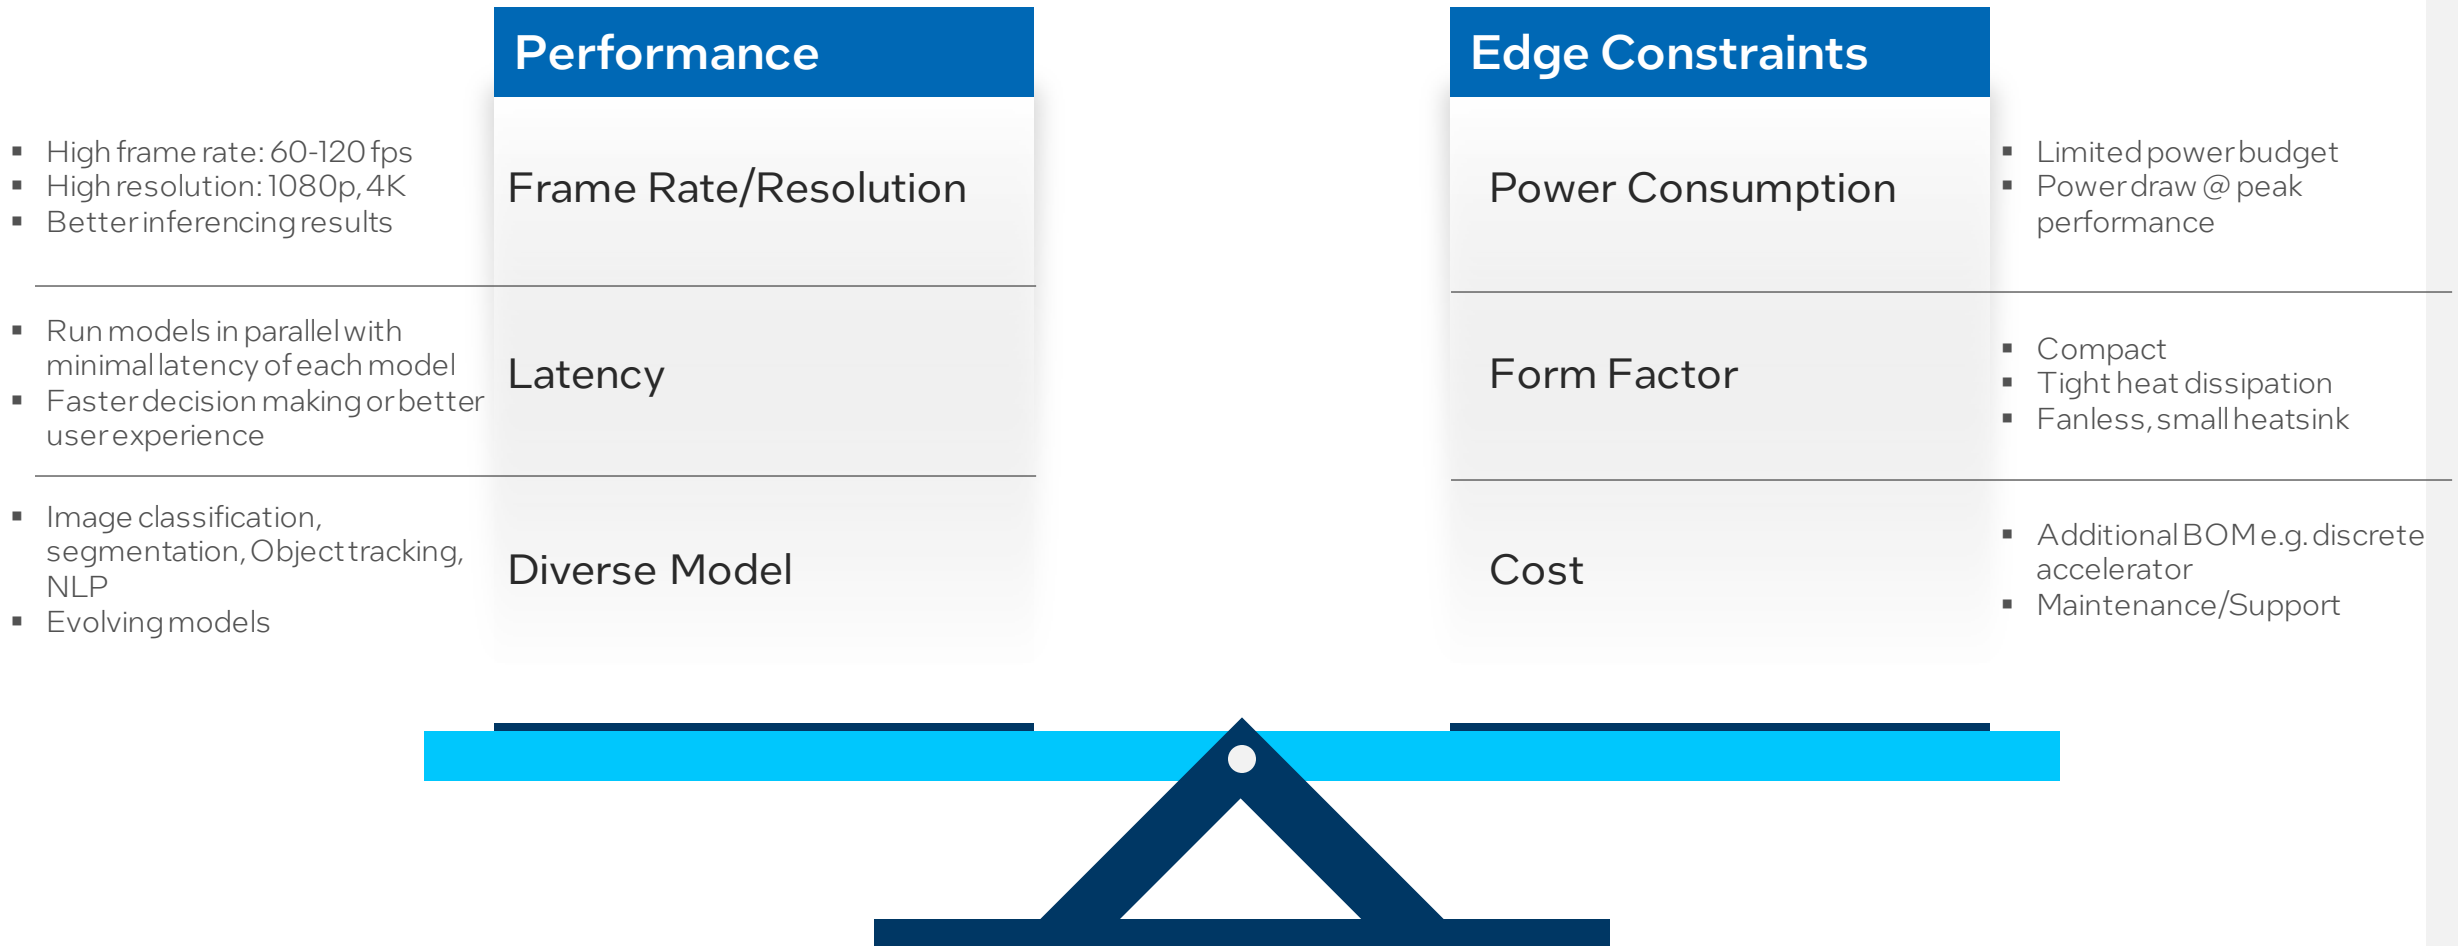 Performance
High frame rate: 60-120 fps
High resolution: 1080p, 4K
Better inferencing results
Frame Rate/Resolution
Run models in parallel with
minimal latency of each model
Faster decision making or better
user experience
Latency
Image classification,
segmentation, Object tracking,
NLP
Evolving models
Diverse Model
Edge Constraints
Power Consumption
Limited power budget
Power draw @ peak
performance
Form Factor
Compact
Tight heat dissipation
Fanless, small heatsink
Cost
Additional BOM e.g. discrete
accelerator
Maintenance/Support